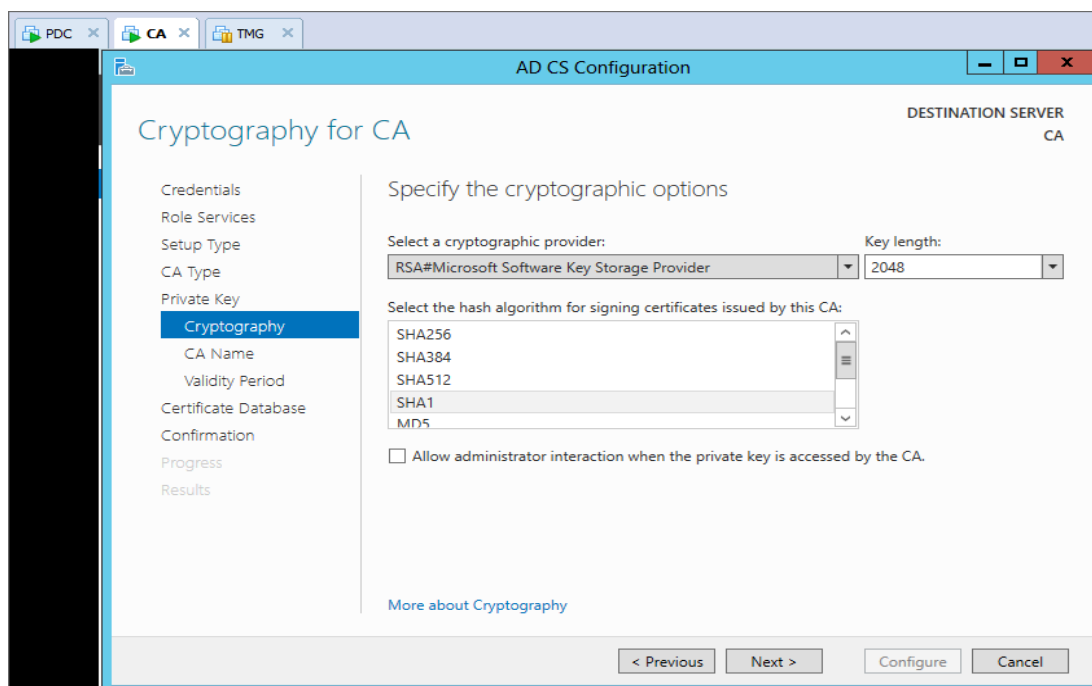 PDC CA TMG
AD CS Configuration
Cryptography for CA
DESTINATION SERVER
CA
Credentials
Role Services
Setup Type
CA Type
Private Key
Cryptography
CA Name
Validity Period
Certificate Database
Confirmation
Progress
Results
Specify the cryptographic options
Select a cryptographic provider: Key length:
RSA#Microsoft Software Key Storage Provider 2048
Select the hash algorithm for signing certificates issued by this CA:
SHA256
SHA384
SHA512
SHA1
MD5
Allow administrator interaction when the private key is accessed by the CA.
More about Cryptography
< Previous Next > Configure Cancel